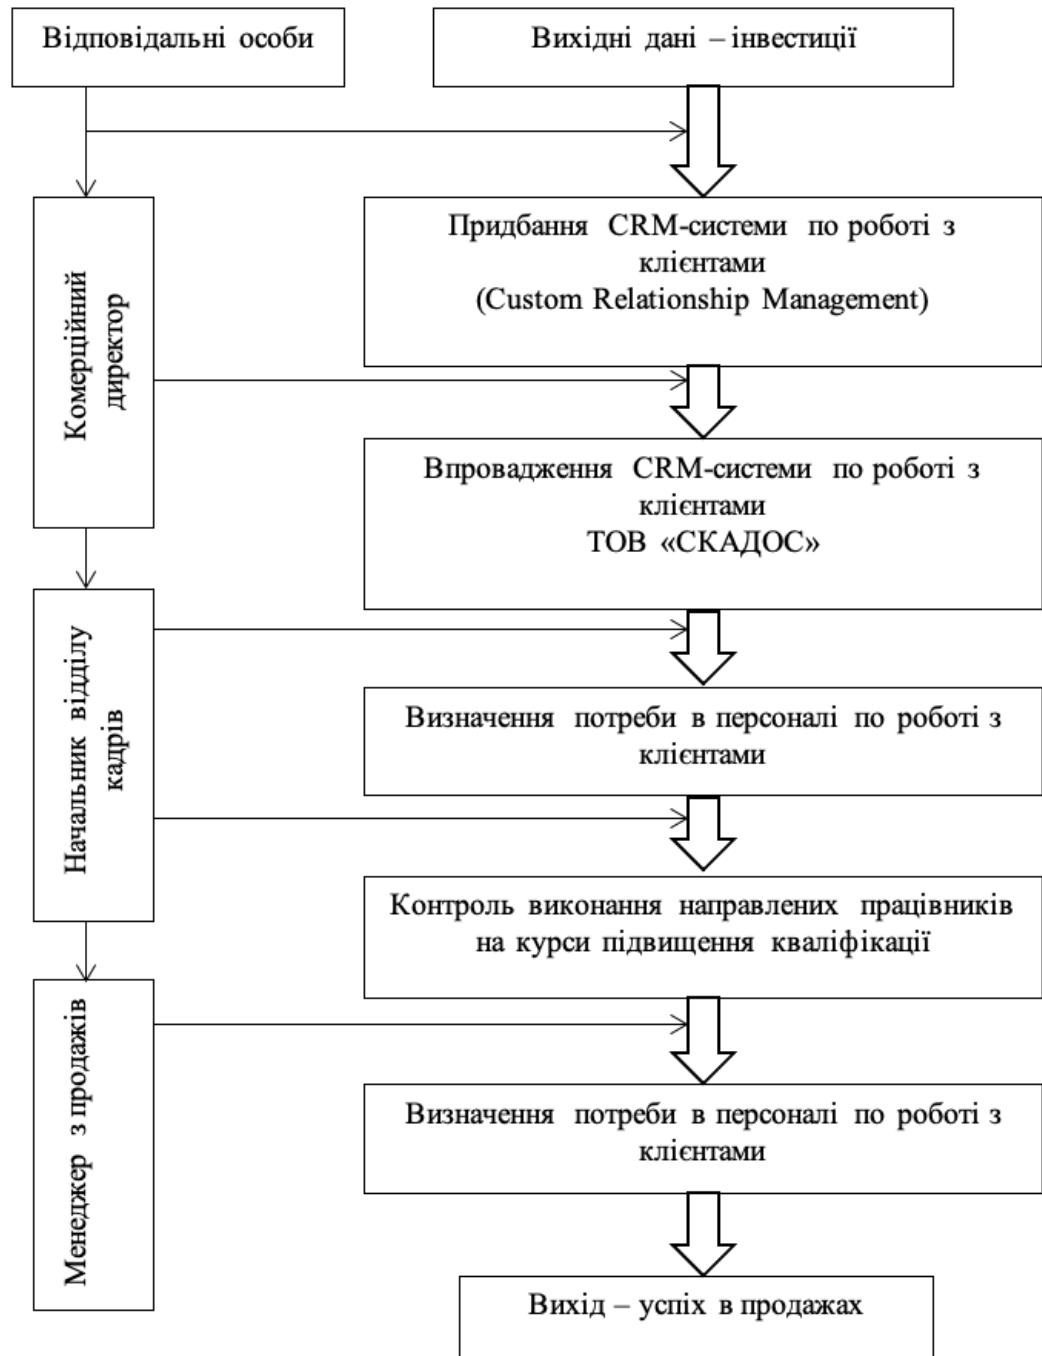 Відповідальні особи
Вихідні дані – інвестиції
Придбання CRM-системи по роботі з
клієнтами
(Custom Relationship Management)
Комерційний
директор
Впровадження CRM-системи по роботі з
клієнтами
ТОВ «СКАДОС»
Начальник відділу
кадрів
Визначення потреби в персоналі по роботі з
клієнтами
Контроль виконання направлених працівників
на курси підвищення кваліфікації
Менеджер з продажів
Визначення потреби в персоналі по роботі з
клієнтами
Вихід – успіх в продажах